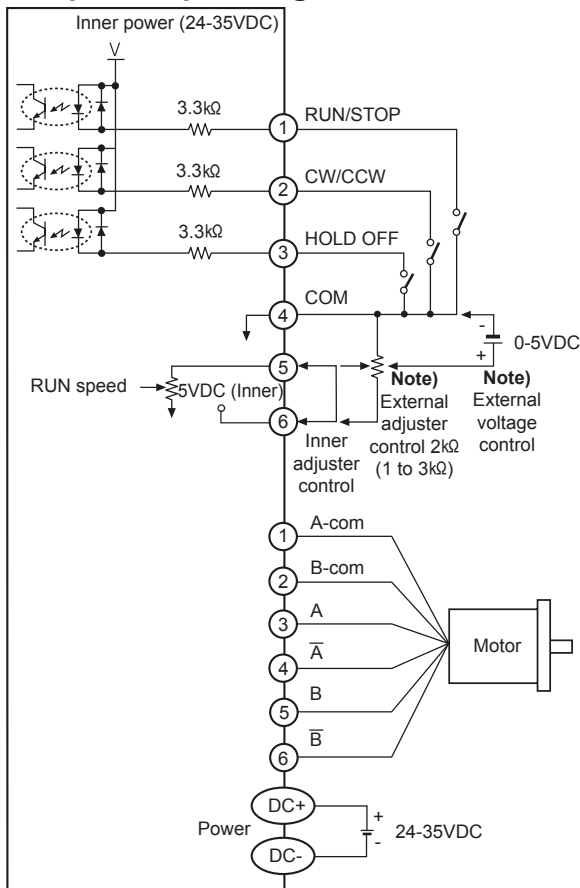 Inner power (24-35VDC)
V
3.3kΩ
1
RUN/STOP
3.3kΩ
2
CW/CCW
3.3kΩ
3
HOLD OFF
4
COM
- 
+
0-5VDC
5
RUN speed
5VDC (Inner)
6
Inner
adjuster
control
Note)
External
adjuster
control 2kΩ
(1 to 3kΩ)
Note)
External
voltage
control
1
A-com
2
B-com
3
A
4
A̅
5
B
6
B̅
Motor
Power
DC+
DC-
+
-
24-35VDC